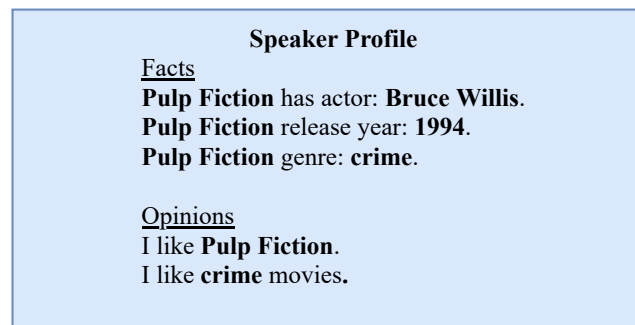 Speaker Profile
Facts
Pulp Fiction has actor: Bruce Willis.
Pulp Fiction release year: 1994.
Pulp Fiction genre: crime.
Opinions
I like Pulp Fiction.
I like crime movies.